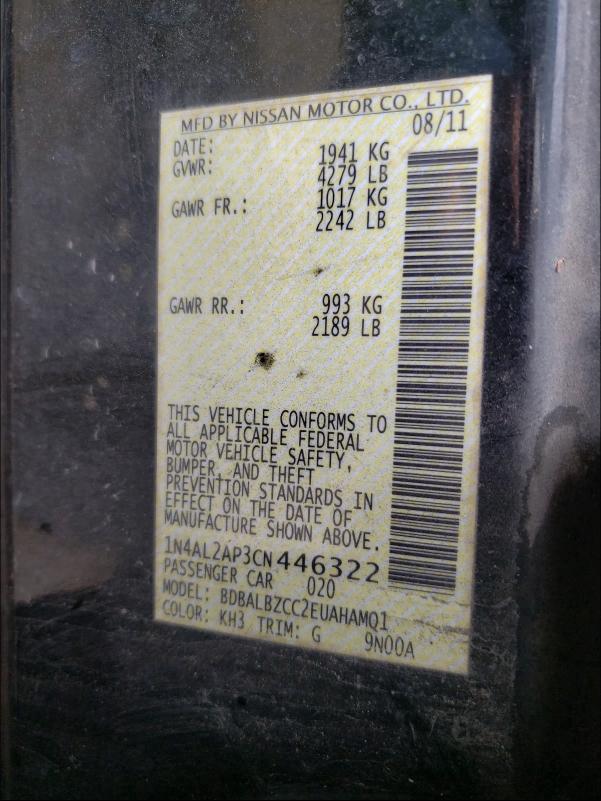 MFD BY NISSAN MOTOR CO., LTD.
DATE: 08/11
GVWR: 1941 KG
4279 LB
GAWR FR.: 1017 KG
2242 LB
GAWR RR.: 993 KG
2189 LB
THIS VEHICLE CONFORMS TO
ALL APPLICABLE FEDERAL
MOTOR VEHICLE SAFETY,
BUMPER, AND THEFT
PREVENTION STANDARDS IN
EFFECT ON THE DATE OF
MANUFACTURE SHOWN ABOVE.
1N4AL2AP3CN446322
PASSENGER CAR 020
MODEL: BDBALBZCC2EUAHAMQ1
COLOR: KH3 TRIM: G 9N00A